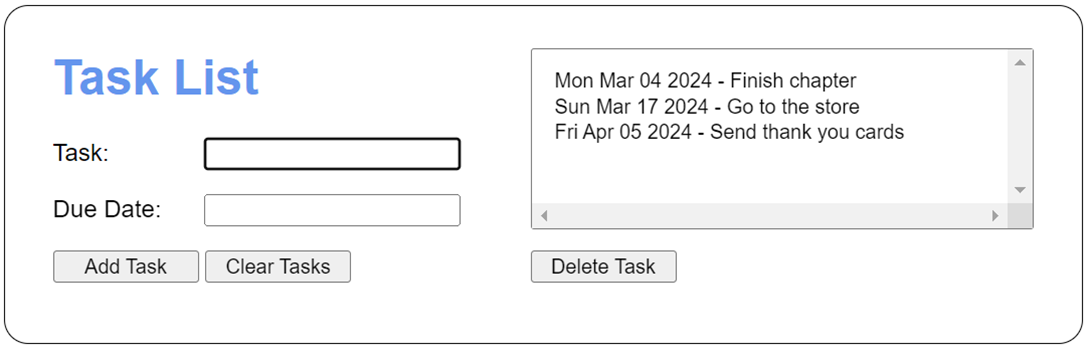 Task List
Task:
Due Date:
Add Task
Clear Tasks
Mon Mar 04 2024 - Finish chapter
Sun Mar 17 2024 - Go to the store
Fri Apr 05 2024 - Send thank you cards
Delete Task